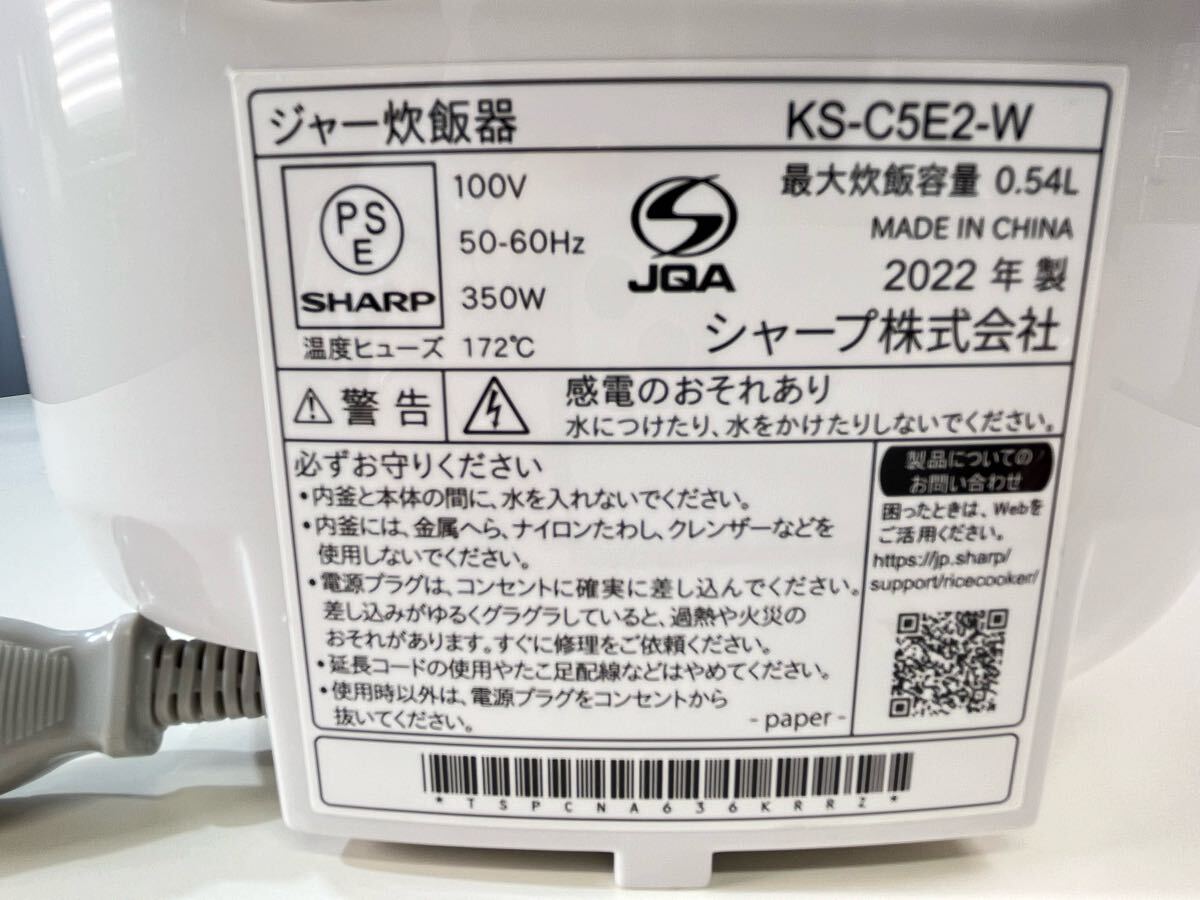 ジャー炊飯器 KS-C5E2-W
PS
E
SHARP
100V
50-60Hz
350W
温度ヒューズ 172℃
JQA
最大炊飯容量 0.54L
MADE IN CHINA
2022 年 製
シャープ株式会社
警告
感電のおそれあり
水につけたり、水をかけたりしないでください。
必ずお守りください
・内釜と本体の間に、水を入れないでください。
・内釜には、金属へら、ナイロンたわし、クレンザーなどを
使用しないでください。
・電源プラグは、コンセントに確実に差し込んでください。
差し込みがゆるくグラグラしていると、過熱や火災の
おそれがあります。すぐに修理をご依頼ください。
・延長コードの使用やたこ足配線などはやめてください。
・使用時以外は、電源プラグをコンセントから
抜いてください。
- paper -
製品についての
お問い合わせ
困ったときは、Webを
ご活用ください。
https://jp.sharp/
support/ricecooker/
*TSPCNA636KRRZ*